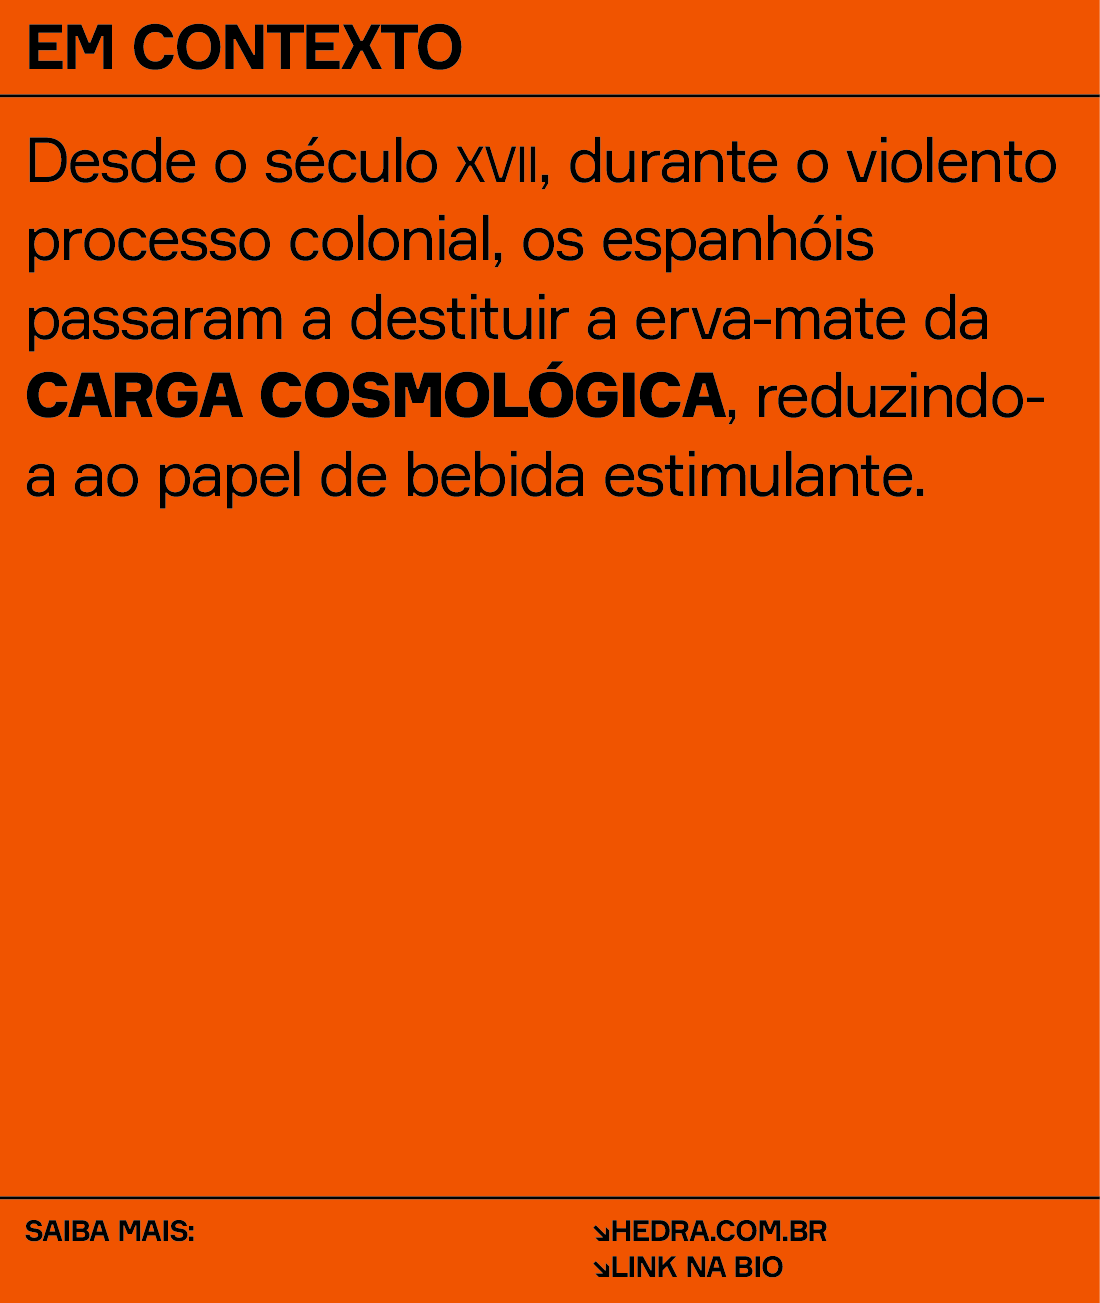 EM CONTEXTO
Desde o século XVII, durante o violento
processo colonial, os espanhóis
passaram a destituir a erva-mate da
CARGA COSMOLÓGICA, reduzindo-
a ao papel de bebida estimulante.
SAIBA MAIS:
↘HEDRA.COM.BR
↘LINK NA BIO